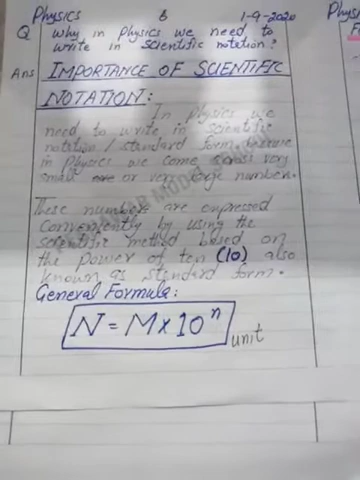 Physics 6 1-9-2020
Q Why in physics we need to
write in scientific notation?
Ans IMPORTANCE OF SCIENTIFIC
NOTATION:
In physics we
need to write in scientific
notation / standard form because
in physics we come across very
small or very large number.
These numbers are expressed
conveniently by using the
scientific method based on
the power of ten (10) also
known as standard form.
General Formula:
N = M x 10ⁿ unit